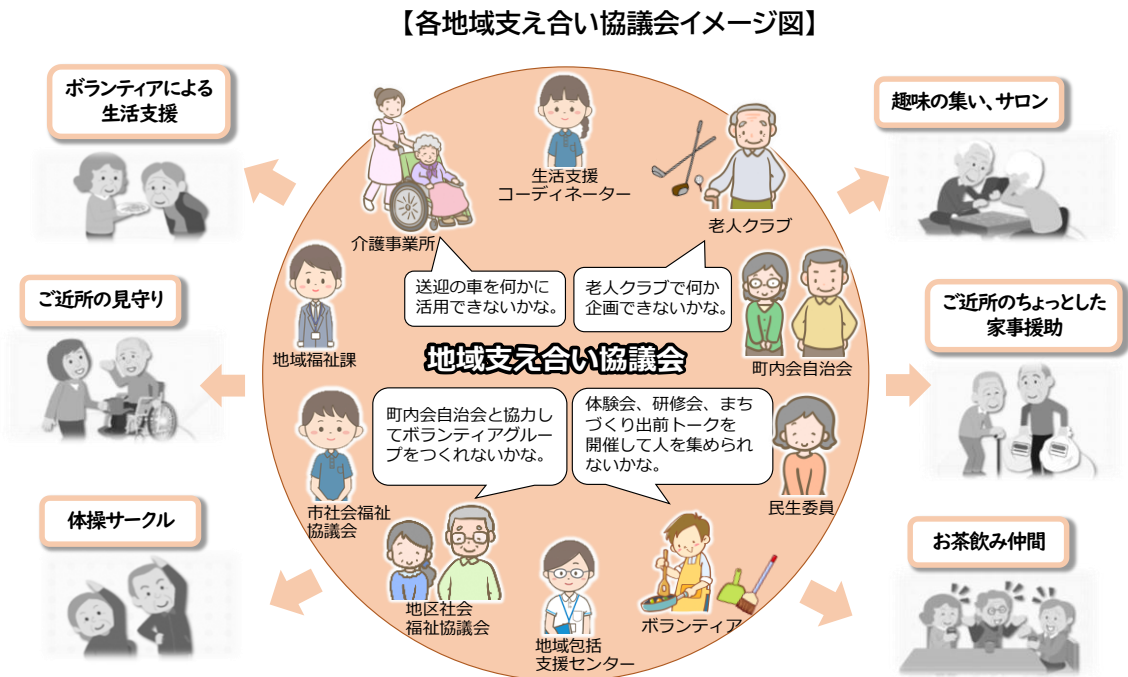 【各地域支え合い協議会イメージ図】
ボランティアによる
生活支援
趣味の集い、サロン
生活支援
コーディネーター
介護事業所
老人クラブ
送迎の車を何かに
活用できないかな。
老人クラブで何か
企画できないかな。
ご近所の見守り
ご近所のちょっとした
家事援助
地域福祉課
町内会自治会
地域支え合い協議会
町内会自治会と協力し
てボランティアグルー
プをつくれないかな。
体験会、研修会、まち
づくり出前トークを
開催して人を集められ
ないかな。
市社会福祉
協議会
民生委員
体操サークル
お茶飲み仲間
地区社会
福祉協議会
地域包括
支援センター
ボランティア